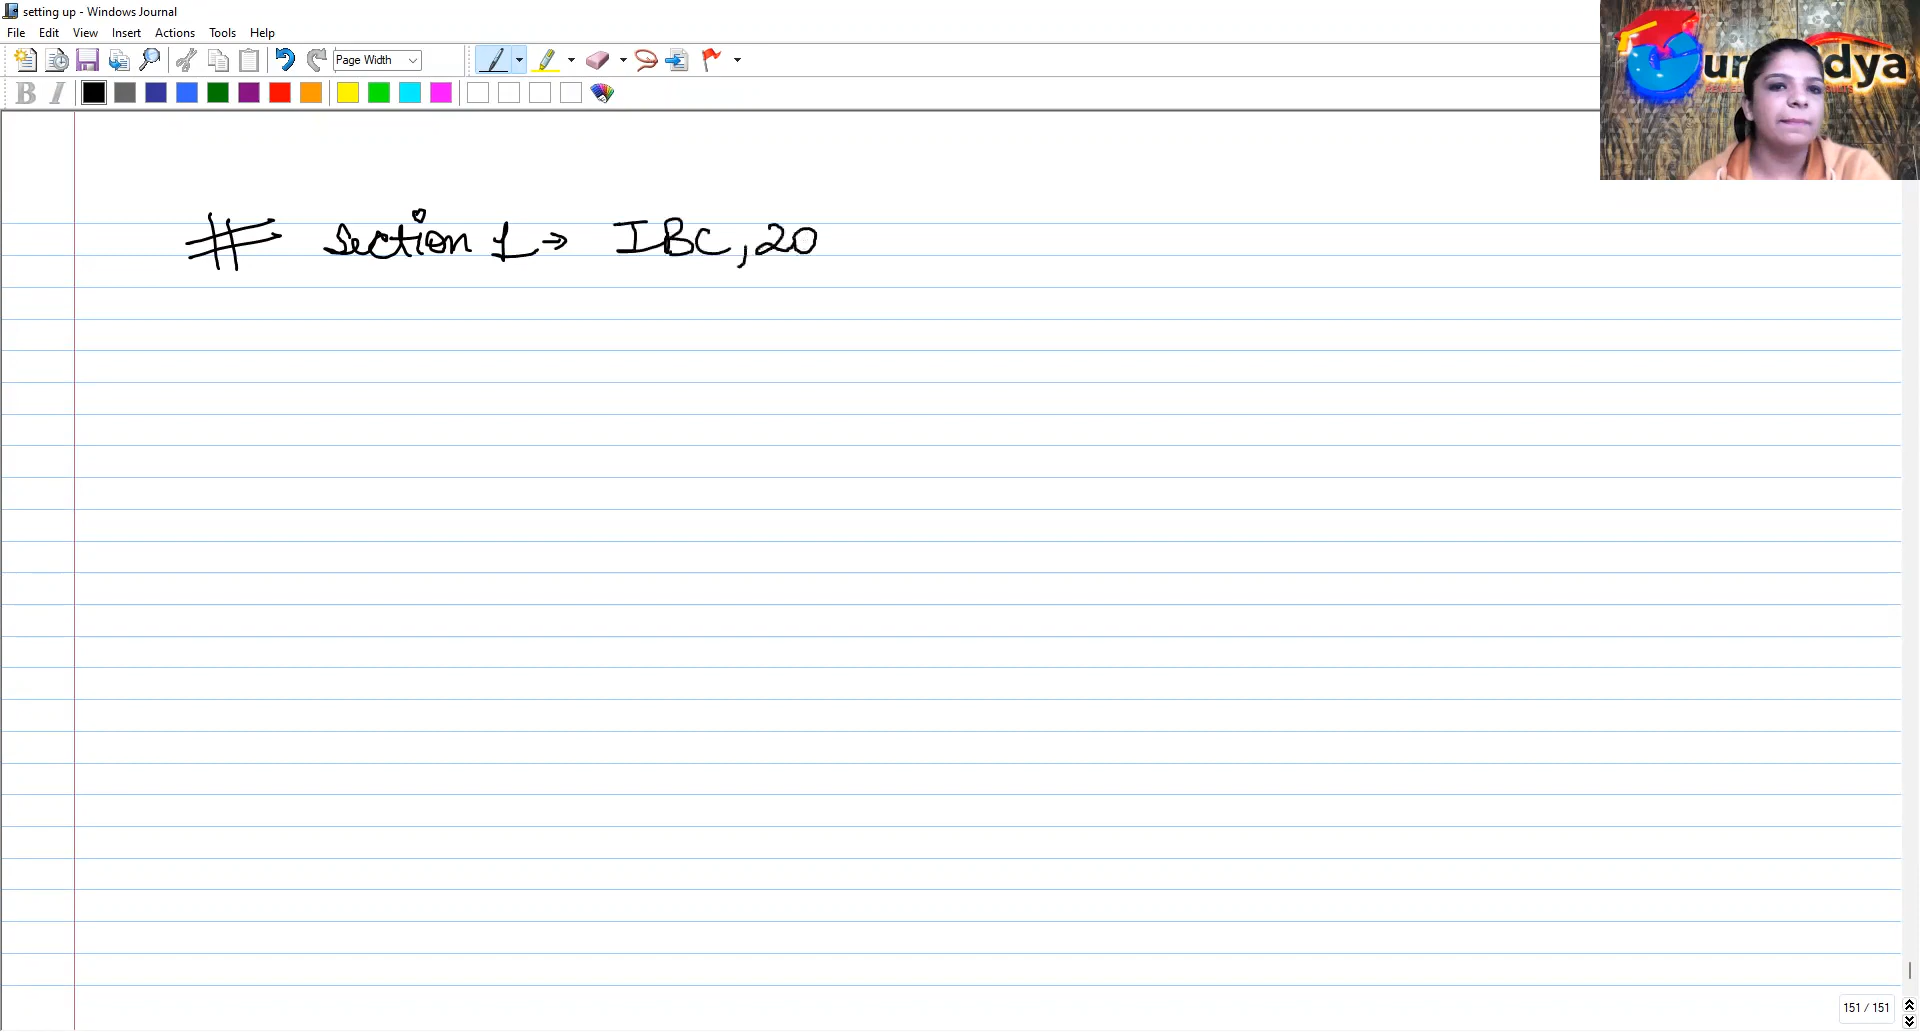 setting up - Windows Journal
File Edit View Insert Actions Tools Help
Page Width
B I
# Section 1 → IBC, 20
151 / 151